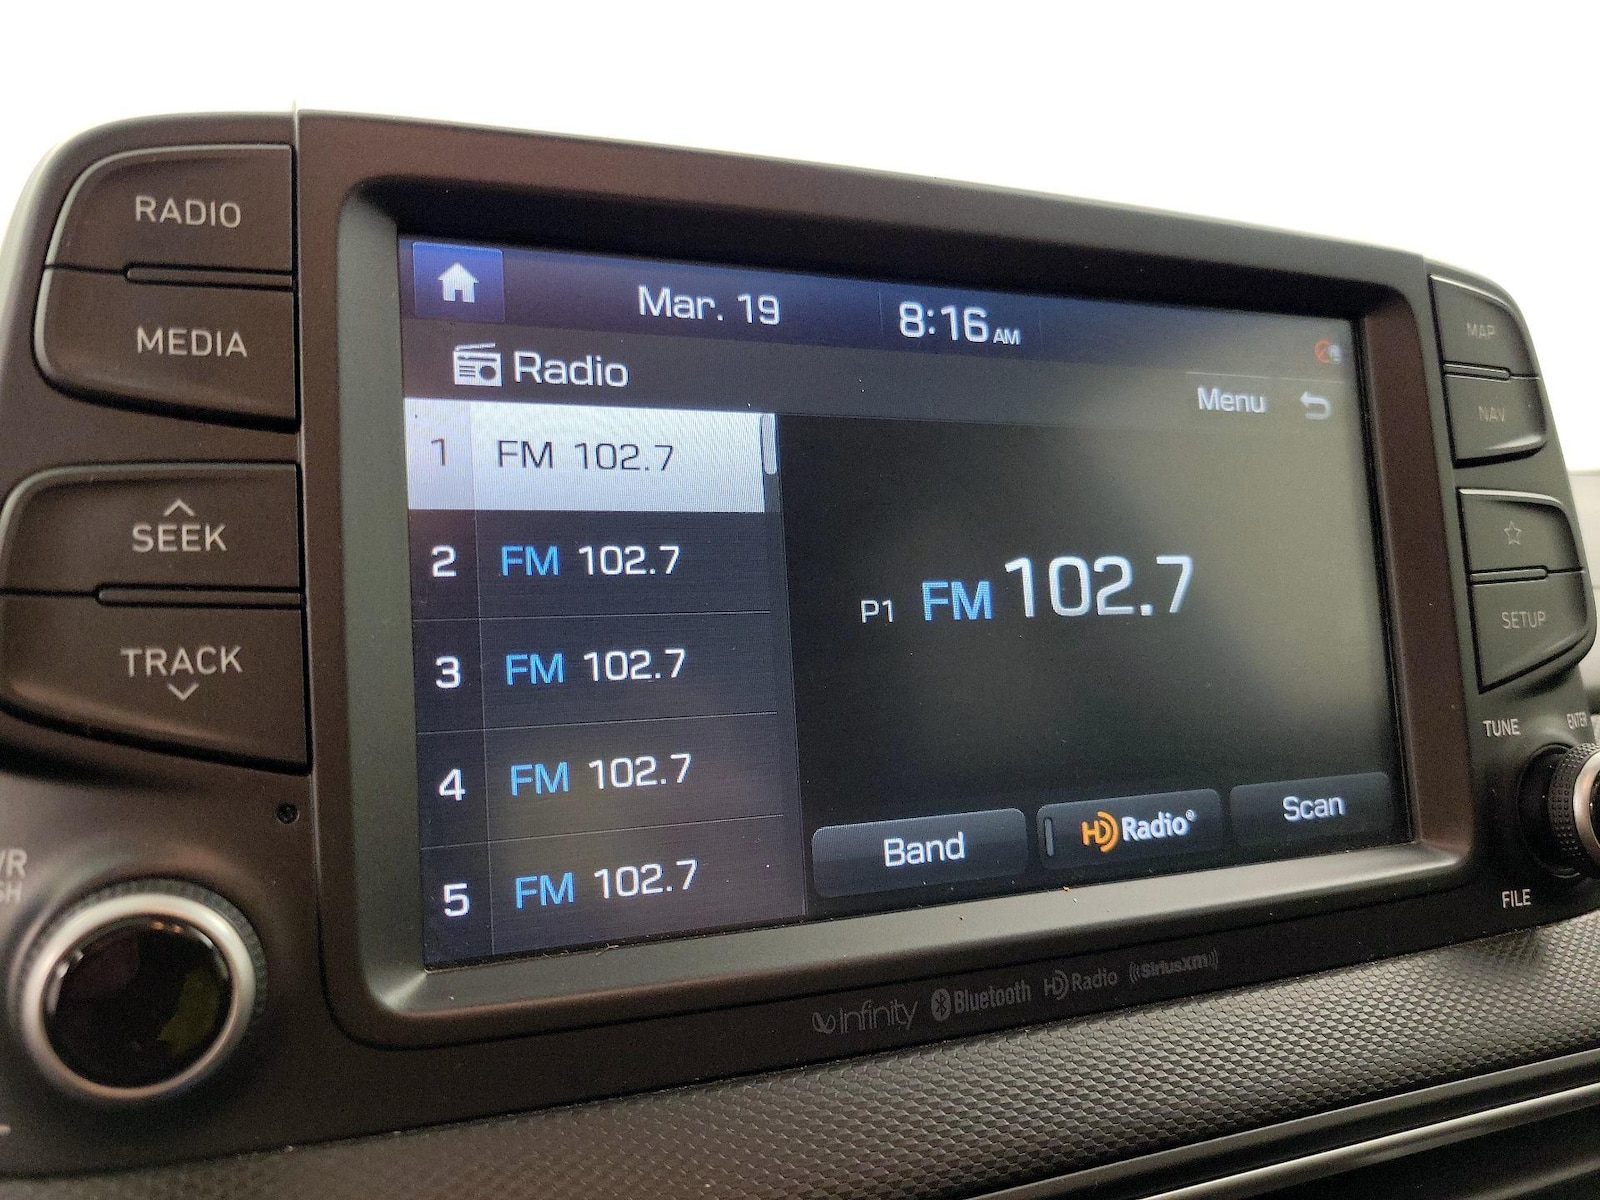 RADIO
MEDIA
SEEK
TRACK
Mar. 19 8:16 AM
Radio
Menu
1 FM 102.7
2 FM 102.7
3 FM 102.7
4 FM 102.7
5 FM 102.7
P1 FM 102.7
Band
HD Radio®
Scan
MAP
NAV
SETUP
TUNE
ENTER
FILE
Infinity Bluetooth HD Radio SiriusXM